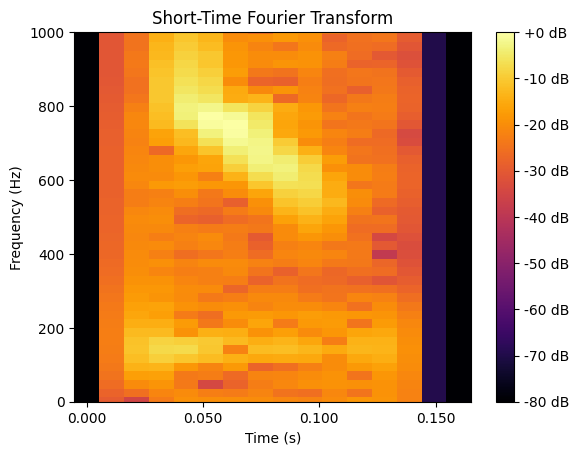 Short-Time Fourier Transform
1000
800
600
400
200
0
Frequency (Hz)
0.000
0.050
0.100
0.150
Time (s)
+0 dB
-10 dB
-20 dB
-30 dB
-40 dB
-50 dB
-60 dB
-70 dB
-80 dB